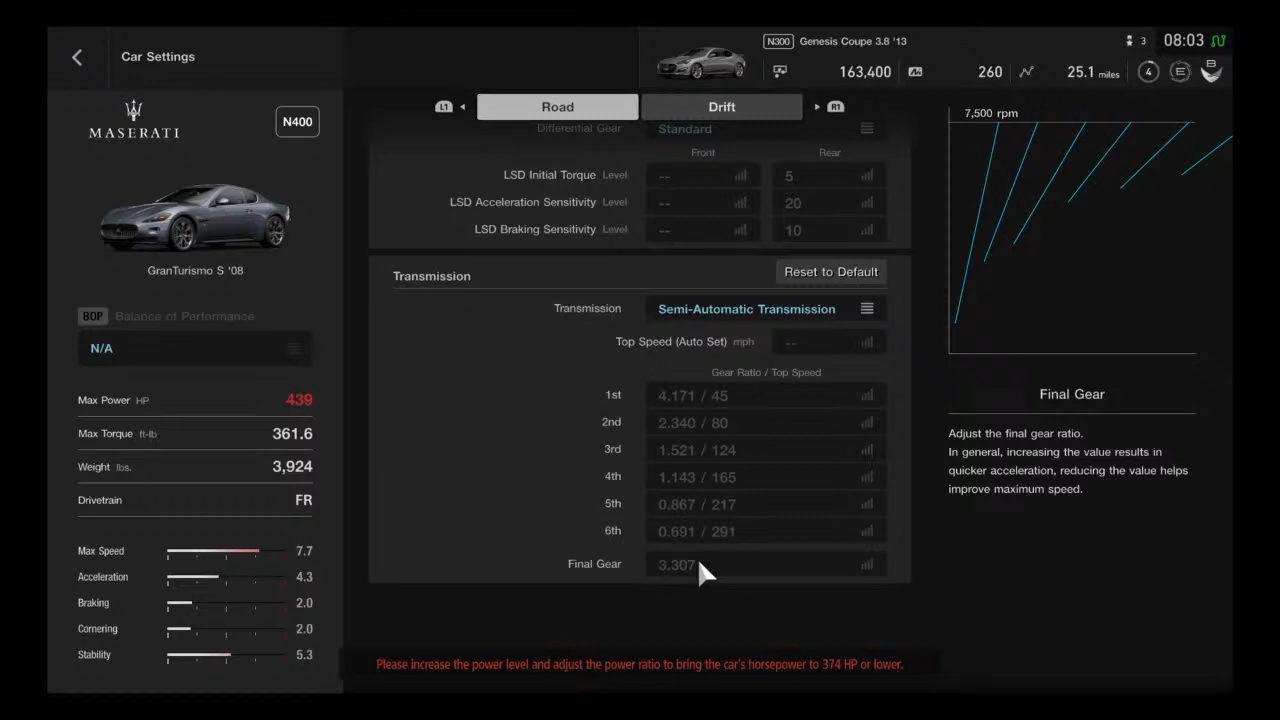 Car Settings
N300 Genesis Coupe 3.8 '13
3 08:03
163,400 260 25.1 miles 4 E B
MASERATI N400
GranTurismo S '08
BOP Balance of Performance
N/A
Max Power HP 439
Max Torque ft-lb 361.6
Weight lbs. 3,924
Drivetrain FR
Max Speed 7.7
Acceleration 4.3
Braking 2.0
Cornering 2.0
Stability 5.3
L1 Road Drift R1
Differential Gear Standard
Front Rear
LSD Initial Torque Level -- 5
LSD Acceleration Sensitivity Level -- 20
LSD Braking Sensitivity Level -- 10
Transmission Reset to Default
Transmission Semi-Automatic Transmission
Top Speed (Auto Set) mph --
Gear Ratio / Top Speed
1st 4.171 / 45
2nd 2.340 / 80
3rd 1.521 / 124
4th 1.143 / 165
5th 0.867 / 217
6th 0.691 / 291
Final Gear 3.307
7,500 rpm
Final Gear
Adjust the final gear ratio.
In general, increasing the value results in
quicker acceleration, reducing the value helps
improve maximum speed.
Please increase the power level and adjust the power ratio to bring the car's horsepower to 374 HP or lower.